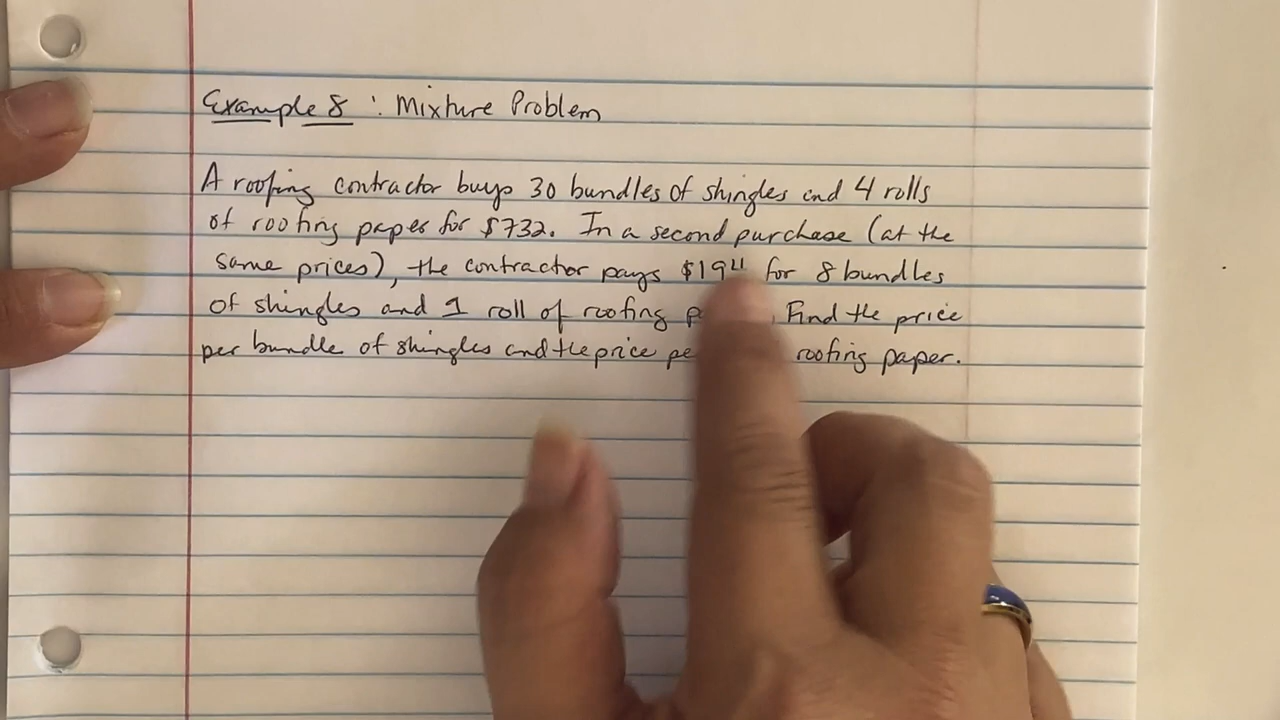 Example 8 : Mixture Problem
A roofing contractor buys 30 bundles of shingles and 4 rolls
of roofing paper for $732. In a second purchase (at the
same prices), the contractor pays $194 for 8 bundles
of shingles and 1 roll of roofing . Find the price
per bundle of shingles and the price roofing paper.